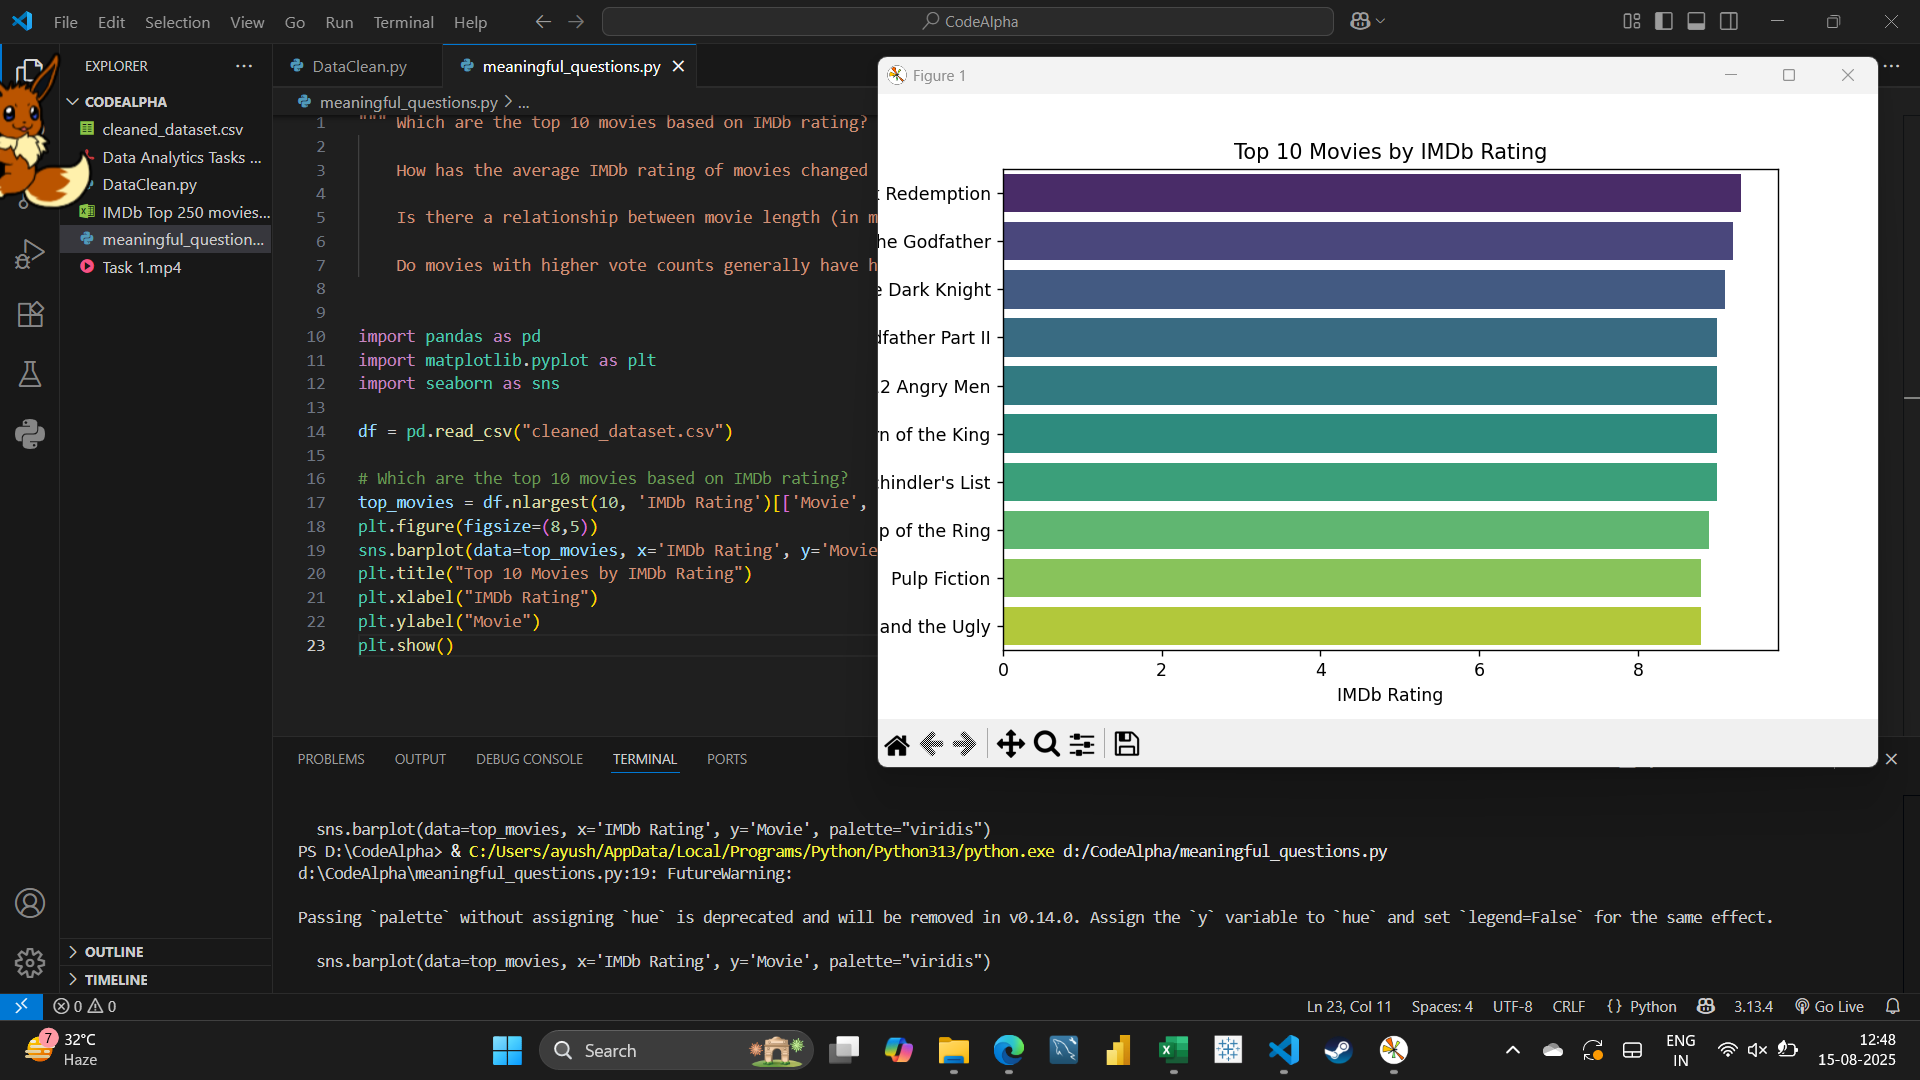 File Edit Selection View Go Run Terminal Help
CodeAlpha
EXPLORER
CODEALPHA
cleaned_dataset.csv
Data Analytics Tasks ...
DataClean.py
IMDb Top 250 movies...
meaningful_question...
Task 1.mp4
OUTLINE
TIMELINE
DataClean.py
meaningful_questions.py
meaningful_questions.py > ...
1 """ Which are the top 10 movies based on IMDb rating?
2
3 How has the average IMDb rating of movies changed
4
5 Is there a relationship between movie length (in m
6
7 Do movies with higher vote counts generally have h
8
9
10 import pandas as pd
11 import matplotlib.pyplot as plt
12 import seaborn as sns
13
14 df = pd.read_csv("cleaned_dataset.csv")
15
16 # Which are the top 10 movies based on IMDb rating?
17 top_movies = df.nlargest(10, 'IMDb Rating')[['Movie',
18 plt.figure(figsize=(8,5))
19 sns.barplot(data=top_movies, x='IMDb Rating', y='Movie
20 plt.title("Top 10 Movies by IMDb Rating")
21 plt.xlabel("IMDb Rating")
22 plt.ylabel("Movie")
23 plt.show()
Figure 1
Top 10 Movies by IMDb Rating
Redemption
he Godfather
e Dark Knight
dfather Part II
2 Angry Men
n of the King
hindler's List
p of the Ring
Pulp Fiction
and the Ugly
0 2 4 6 8
IMDb Rating
PROBLEMS OUTPUT DEBUG CONSOLE TERMINAL PORTS
sns.barplot(data=top_movies, x='IMDb Rating', y='Movie', palette="viridis")
PS D:\CodeAlpha> & C:/Users/ayush/AppData/Local/Programs/Python/Python313/python.exe d:/CodeAlpha/meaningful_questions.py
d:\CodeAlpha\meaningful_questions.py:19: FutureWarning:
Passing `palette` without assigning `hue` is deprecated and will be removed in v0.14.0. Assign the `y` variable to `hue` and set `legend=False` for the same effect.
sns.barplot(data=top_movies, x='IMDb Rating', y='Movie', palette="viridis")
0 0
Ln 23, Col 11 Spaces: 4 UTF-8 CRLF {} Python 3.13.4 Go Live
7
32°C
Haze
Search
ENG
IN
12:48
15-08-2025